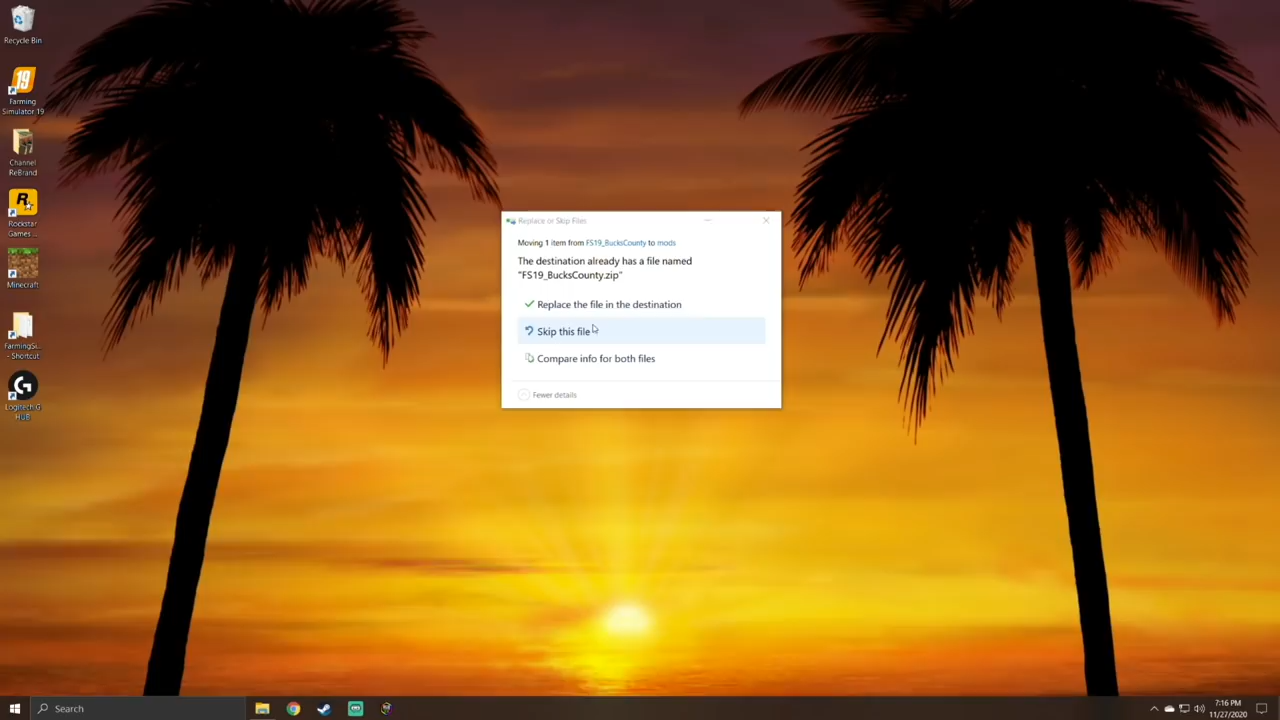 Recycle Bin
19
Farming
Simulator 19
Channel
ReBrand
R
Rockstar
Games ...
Minecraft
FarmingSi...
- Shortcut
G
Logitech G
HUB
Replace or Skip Files
Moving 1 item from FS19_BucksCounty to mods
The destination already has a file named
"FS19_BucksCounty.zip"
Replace the file in the destination
Skip this file
Compare info for both files
Fewer details
Search
7:16 PM
11/27/2020